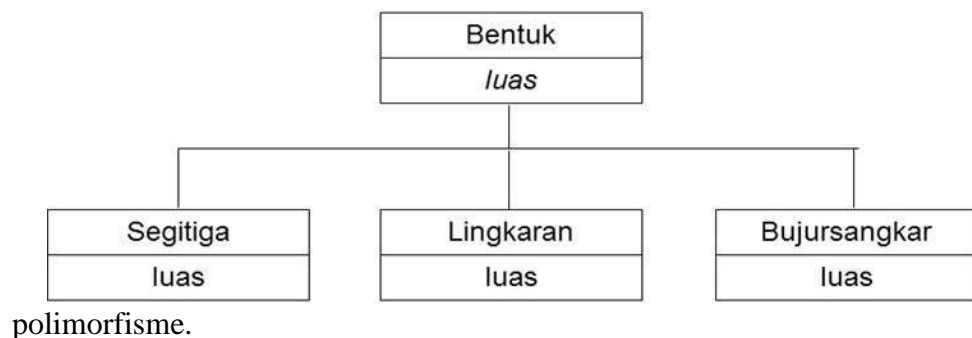 Bentuk
luas
Segitiga
luas
Lingkaran
luas
Bujursangkar
luas
polimorfisme.